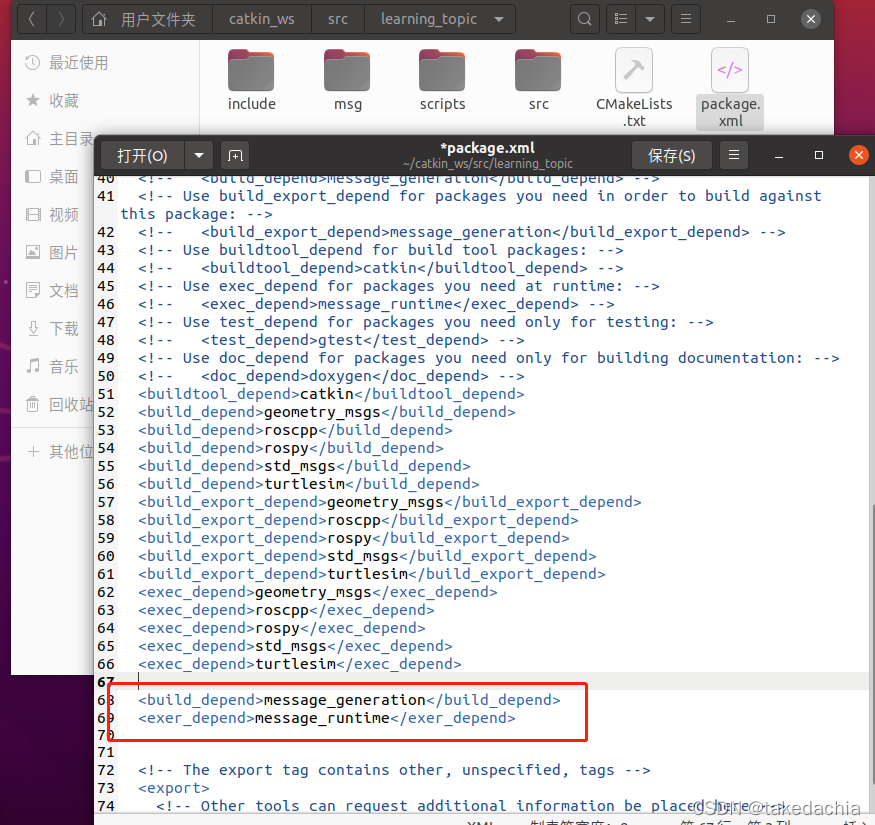 用户文件夹 catkin_ws src learning_topic
最近使用
收藏
主目录
桌面
视频
图片
文档
下载
音乐
回收站
其他位
include msg scripts src CMakeLists.txt package.xml
打开(O) *package.xml 保存(S)
~/catkin_ws/src/learning_topic
40 <!-- <build_depend>message_generation</build_depend> -->
41 <!-- Use build_export_depend for packages you need in order to build against
this package: -->
42 <!-- <build_export_depend>message_generation</build_export_depend> -->
43 <!-- Use buildtool_depend for build tool packages: -->
44 <!-- <buildtool_depend>catkin</buildtool_depend> -->
45 <!-- Use exec_depend for packages you need at runtime: -->
46 <!-- <exec_depend>message_runtime</exec_depend> -->
47 <!-- Use test_depend for packages you need only for testing: -->
48 <!-- <test_depend>gtest</test_depend> -->
49 <!-- Use doc_depend for packages you need only for building documentation: -->
50 <!-- <doc_depend>doxygen</doc_depend> -->
51 <buildtool_depend>catkin</buildtool_depend>
52 <build_depend>geometry_msgs</build_depend>
53 <build_depend>roscpp</build_depend>
54 <build_depend>rospy</build_depend>
55 <build_depend>std_msgs</build_depend>
56 <build_depend>turtlesim</build_depend>
57 <build_export_depend>geometry_msgs</build_export_depend>
58 <build_export_depend>roscpp</build_export_depend>
59 <build_export_depend>rospy</build_export_depend>
60 <build_export_depend>std_msgs</build_export_depend>
61 <build_export_depend>turtlesim</build_export_depend>
62 <exec_depend>geometry_msgs</exec_depend>
63 <exec_depend>roscpp</exec_depend>
64 <exec_depend>rospy</exec_depend>
65 <exec_depend>std_msgs</exec_depend>
66 <exec_depend>turtlesim</exec_depend>
67
68 <build_depend>message_generation</build_depend>
69 <exer_depend>message_runtime</exer_depend>
70
71
72 <!-- The export tag contains other, unspecified, tags -->
73 <export>
74 <!-- Other tools can request additional information be placed here -->
CSDN @takedachia